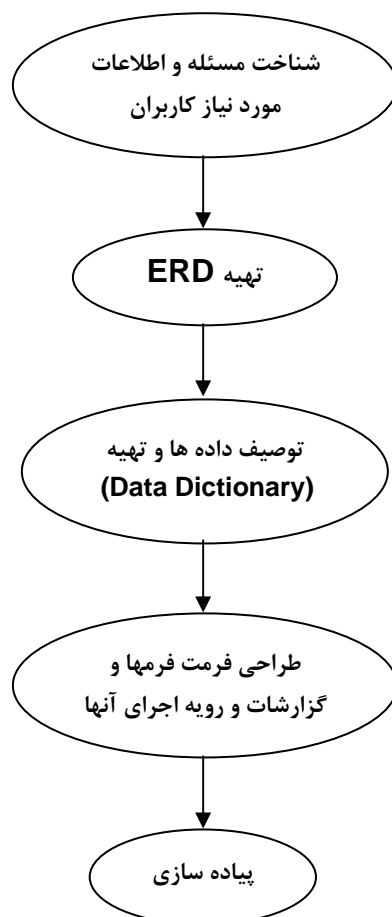 شناخت مسئله و اطلاعات
مورد نیاز کاربران
تهیه ERD
توصیف داده ها و تهیه
(Data Dictionary)
طراحی فرمت فرمها و
گزارشات و رویه اجرای آنها
پیاده سازی